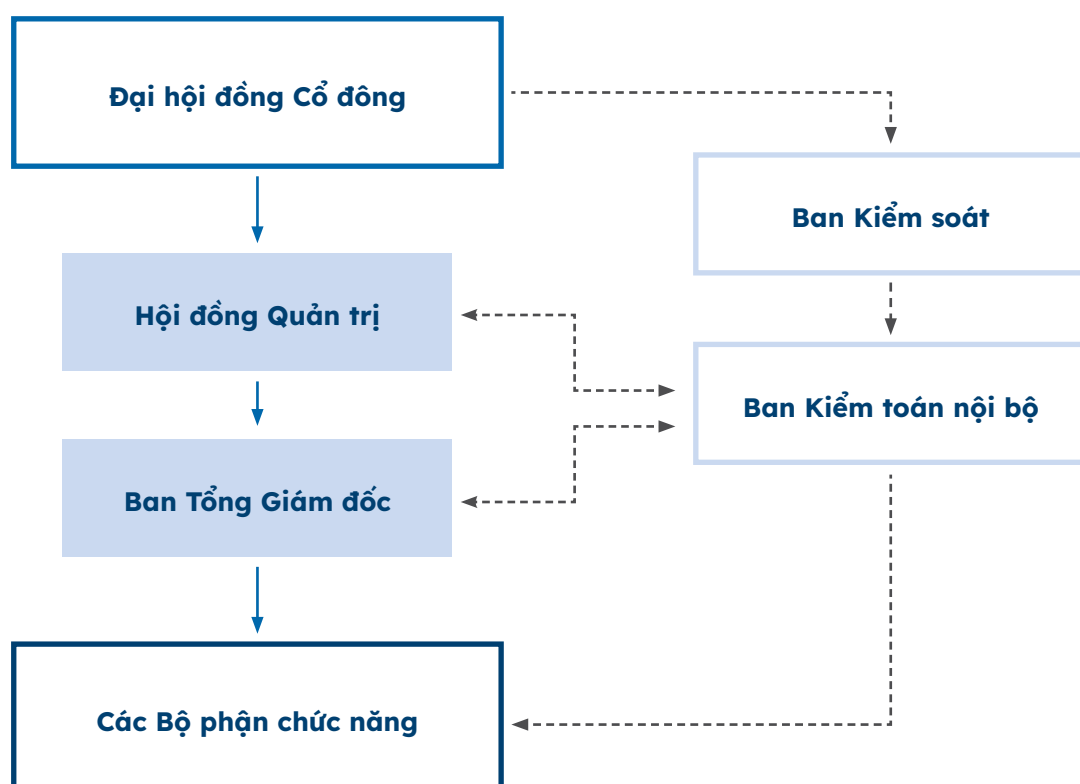 Đại hội đồng Cổ đông
Ban Kiểm soát
Hội đồng Quản trị
Ban Kiểm toán nội bộ
Ban Tổng Giám đốc
Các Bộ phận chức năng